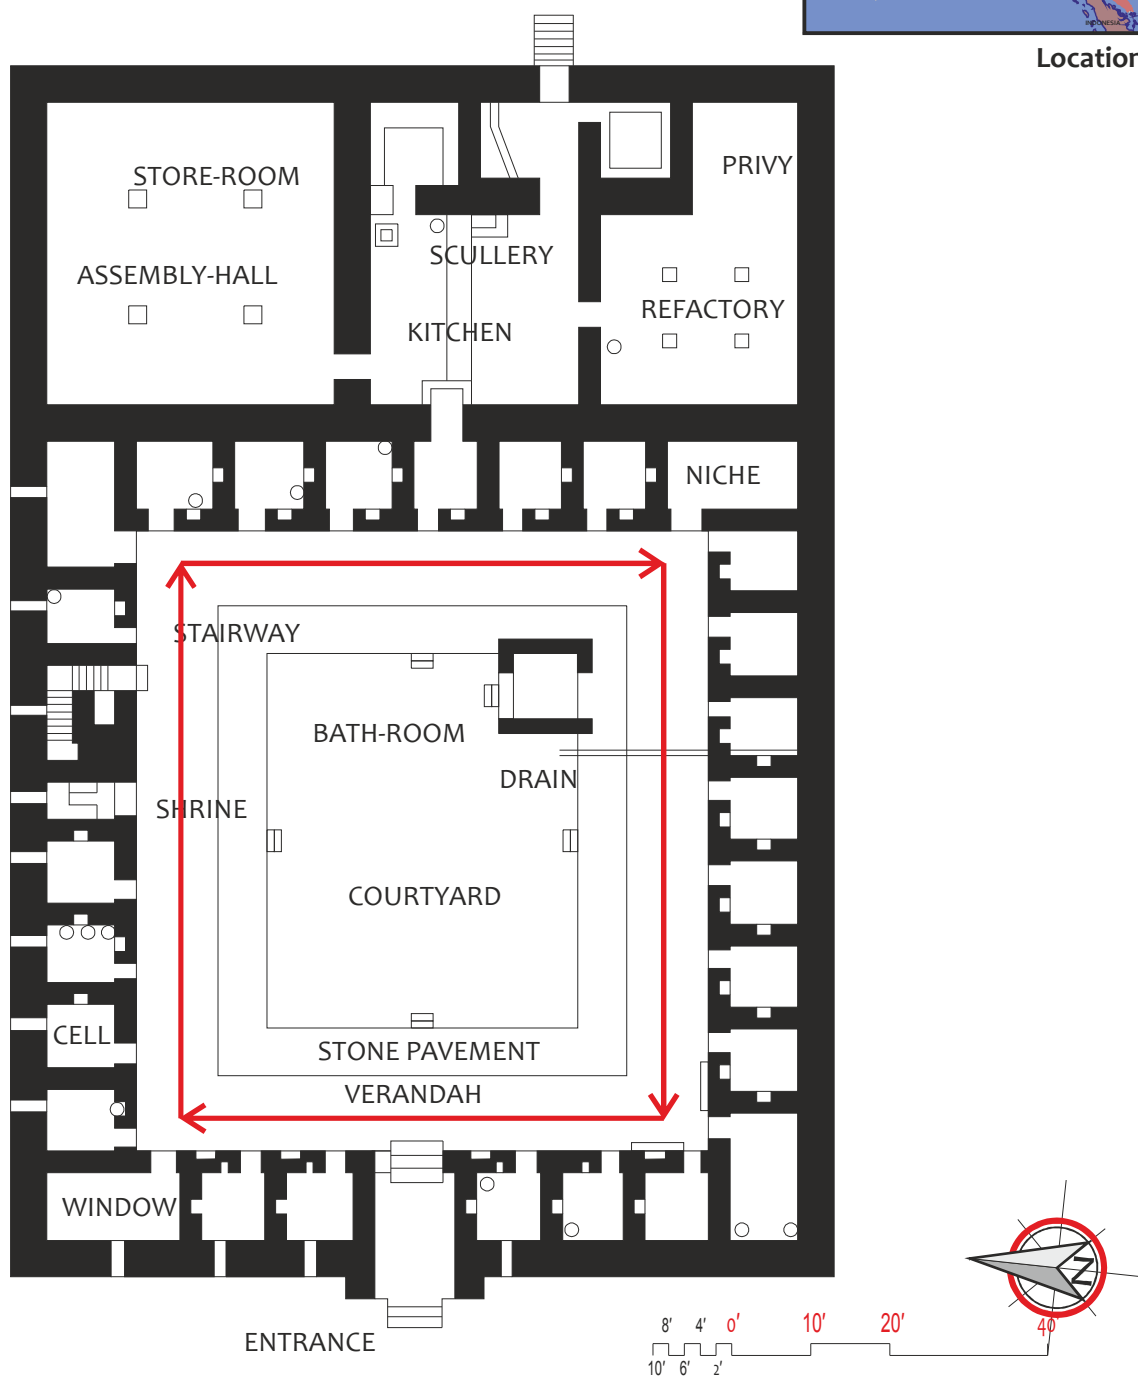 INDONESIA
Location
STORE-ROOM
PRIVY
ASSEMBLY-HALL
SCULLERY
REFACTORY
KITCHEN
NICHE
STAIRWAY
BATH-ROOM
DRAIN
SHRINE
COURTYARD
CELL
STONE PAVEMENT
VERANDAH
WINDOW
ENTRANCE
N
8' 4' 0' 10' 20' 40'
10' 6' 2'